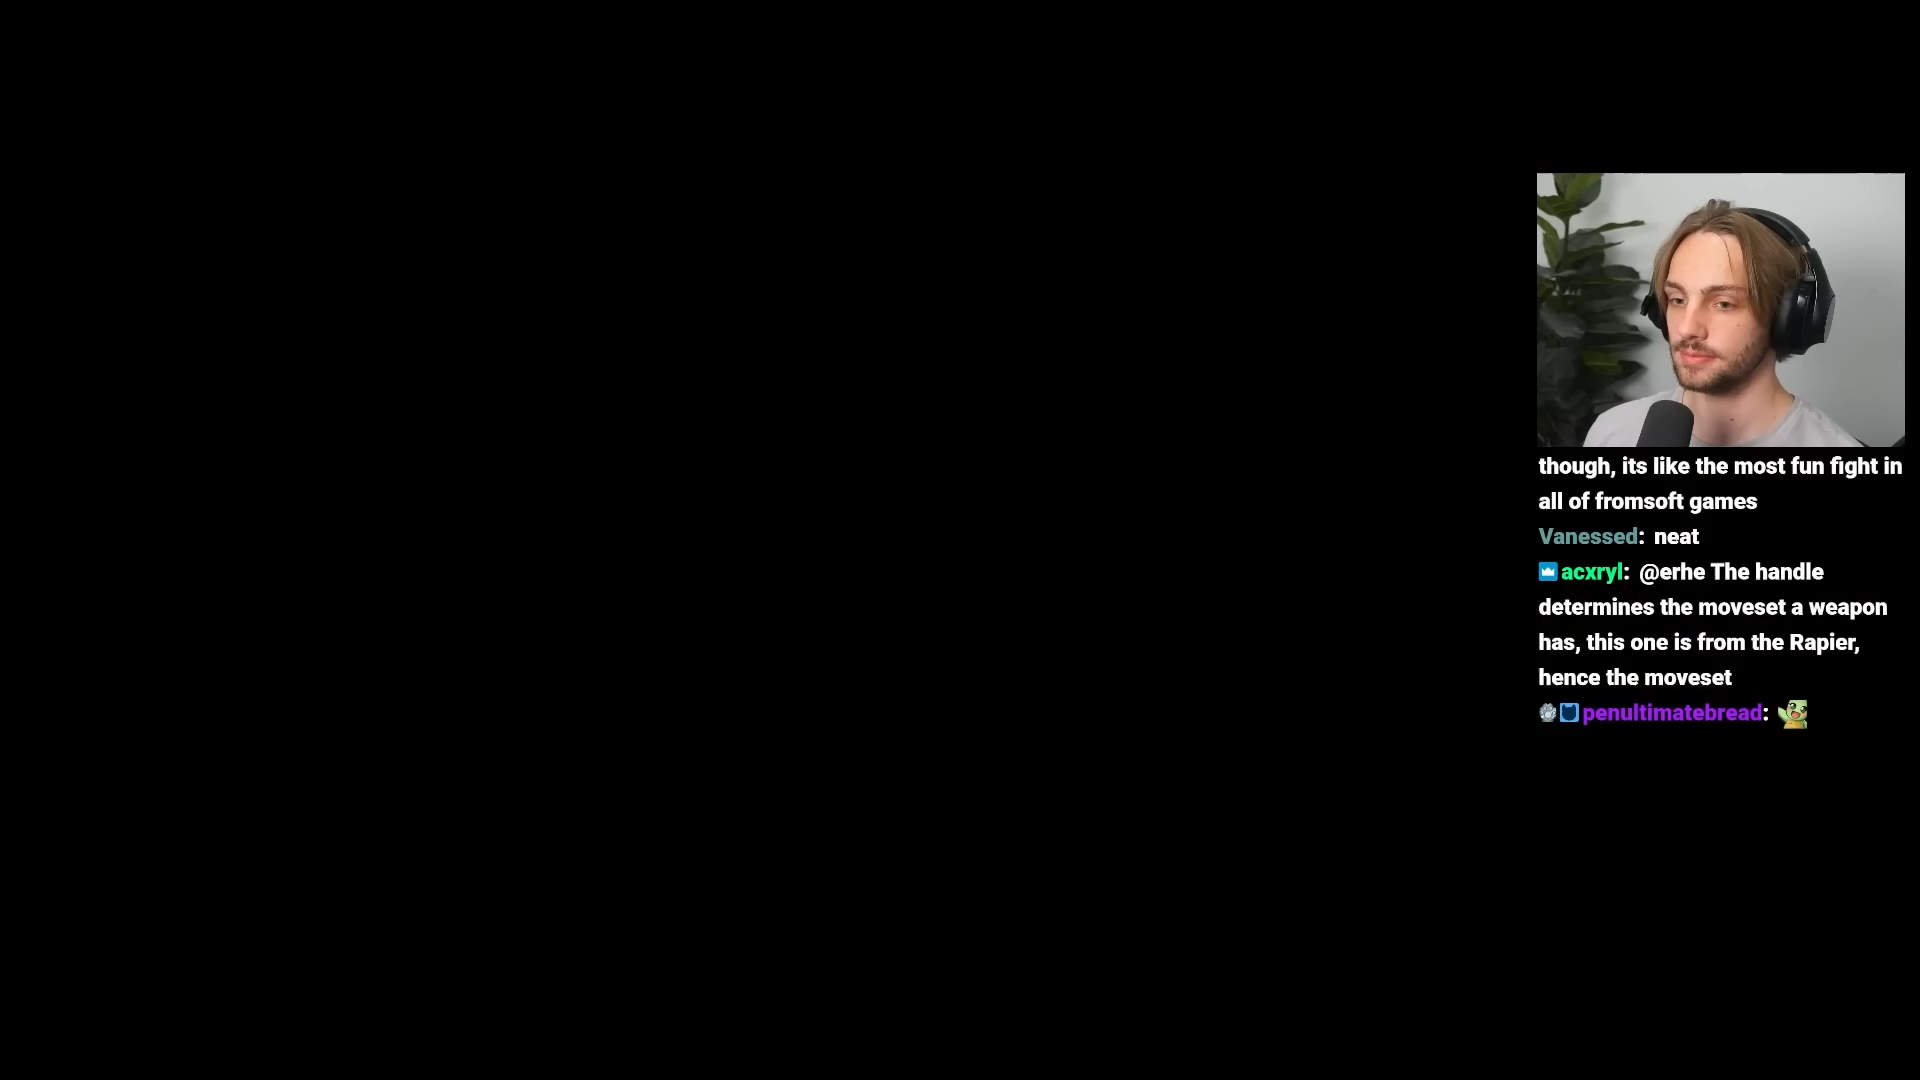 though, its like the most fun fight in
all of fromsoft games
Vanessed: neat
acxryl: @erhe The handle
determines the moveset a weapon
has, this one is from the Rapier,
hence the moveset
penultimatebread: